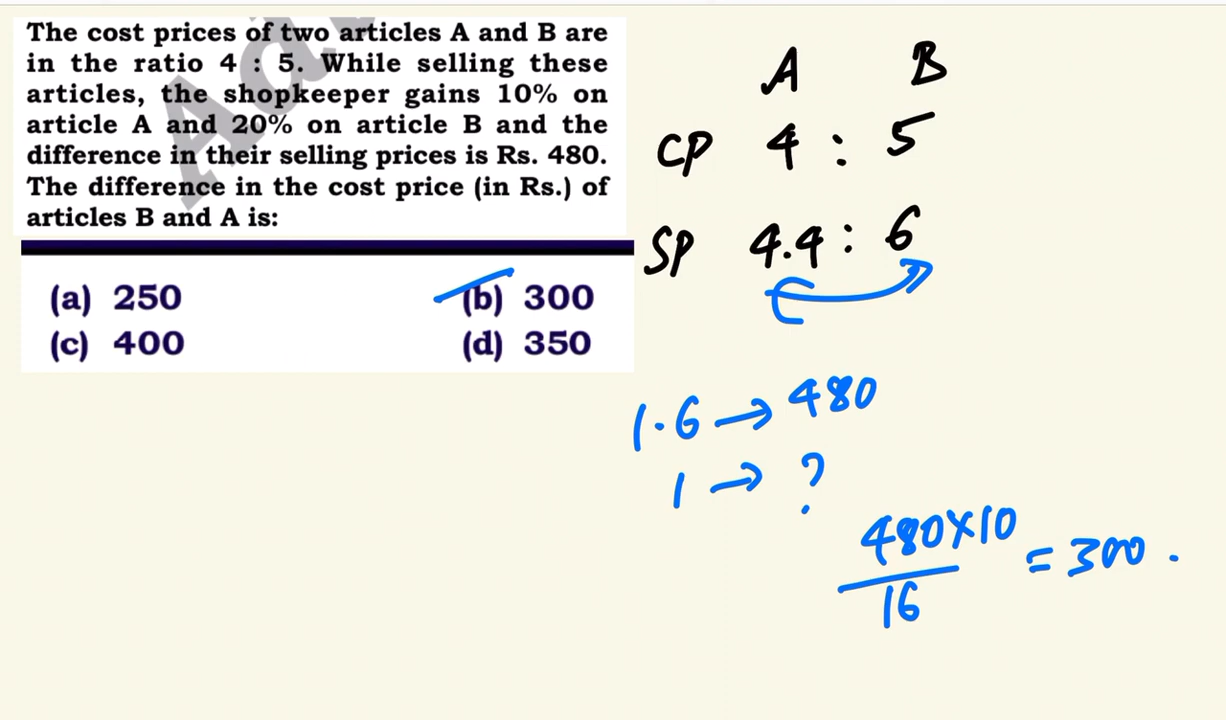 The cost prices of two articles A and B are
in the ratio 4 : 5. While selling these
articles, the shopkeeper gains 10% on
article A and 20% on article B and the
difference in their selling prices is Rs. 480.
The difference in the cost price (in Rs.) of
articles B and A is:
(a) 250 (b) 300
(c) 400 (d) 350
A B
CP 4 : 5
SP 4.4 : 6
1.6 → 480
1 → ?
480×10
16
= 300.